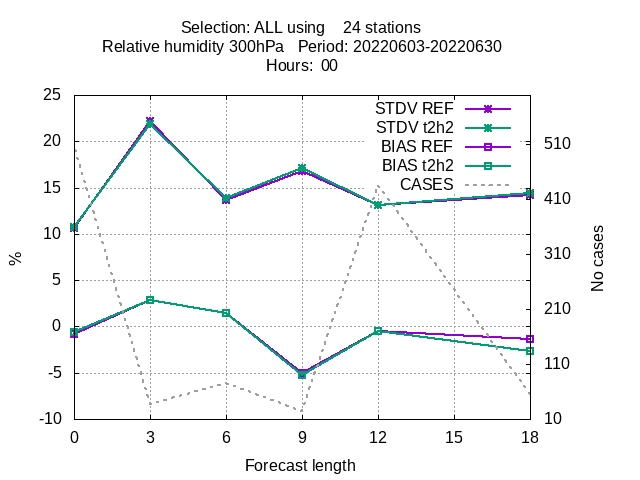 Selection: ALL using    24 stations
Relative humidity 300hPa   Period: 20220603-20220630
Hours:  00
STDV REF
STDV t2h2
BIAS REF
BIAS t2h2
CASES
25
20
15
10
5
0
-5
-10
%
510
410
310
210
110
10
No cases
0 3 6 9 12 15 18
Forecast length